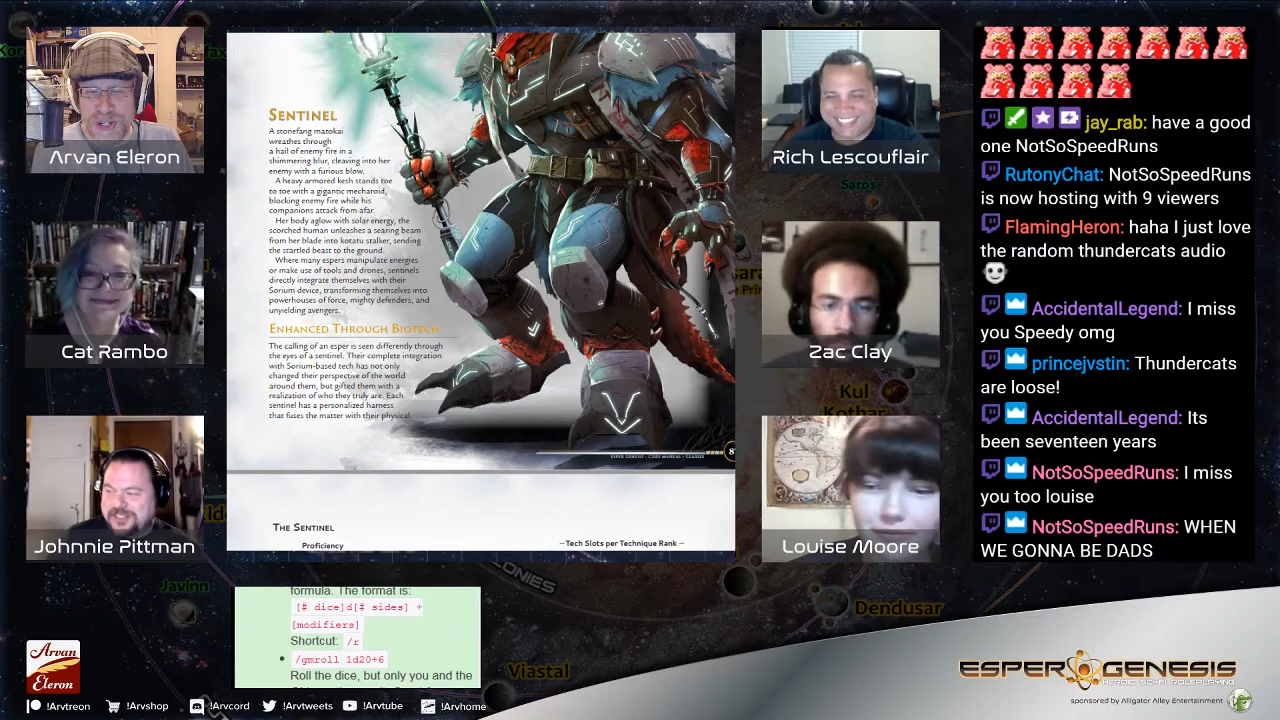 Arvan Eleron
Cat Rambo
Johnnie Pittman
SENTINEL
A stonefang matokai
wreathes through
a hail of enemy fire in a
shimmering blur, cleaving into her
enemy with a furious blow.
A heavy armored kesh stands toe
to toe with a gigantic mecharoid,
blocking enemy fire while his
companions attack from afar.
Her body aglow with solar energy, the
scorched human unleashes a searing beam
from her blade into kotatu stalker, sending
the startled beast to the ground.
Where many espers manipulate energies
or make use of tools and drones, sentinels
directly integrate themselves with their
Sorium device, transforming themselves into
powerhouses of force, mighty defenders, and
unyielding avengers.
ENHANCED THROUGH BIOTECH
The calling of an esper is seen differently through
the eyes of a sentinel. Their complete integration
with Sorium-based tech has not only
changed their perspective of the world
around them, but gifted them with a
realization of who they truly are. Each
sentinel has a personalized harness
that fuses the matter with their physical
ESPER GENESIS - CORE MANUAL - CLASSES
THE SENTINEL
Proficiency
—Tech Slots per Technique Rank —
Rich Lescouflair
Saros
Zac Clay
Kul
Kothar
Louise Moore
jay_rab: have a good
one NotSoSpeedRuns
RutonyChat: NotSoSpeedRuns
is now hosting with 9 viewers
FlamingHeron: haha I just love
the random thundercats audio
AccidentalLegend: I miss
you Speedy omg
princejvstin: Thundercats
are loose!
AccidentalLegend: Its
been seventeen years
NotSoSpeedRuns: I miss
you too louise
NotSoSpeedRuns: WHEN
WE GONNA BE DADS
Javinn
Dendusar
Viastal
formula. The format is:
[# dice]d[# sides] +
[modifiers]
Shortcut: /r
• /gmroll 1d20+6
Roll the dice, but only you and the
Arvan
Eleron
!Arvtreon !Arvshop !Arvcord !Arvtweets !Arvtube !Arvhome
ESPER GENESIS
HEROIC SCI-FI ROLEPLAYING
sponsored by Alligator Alley Entertainment